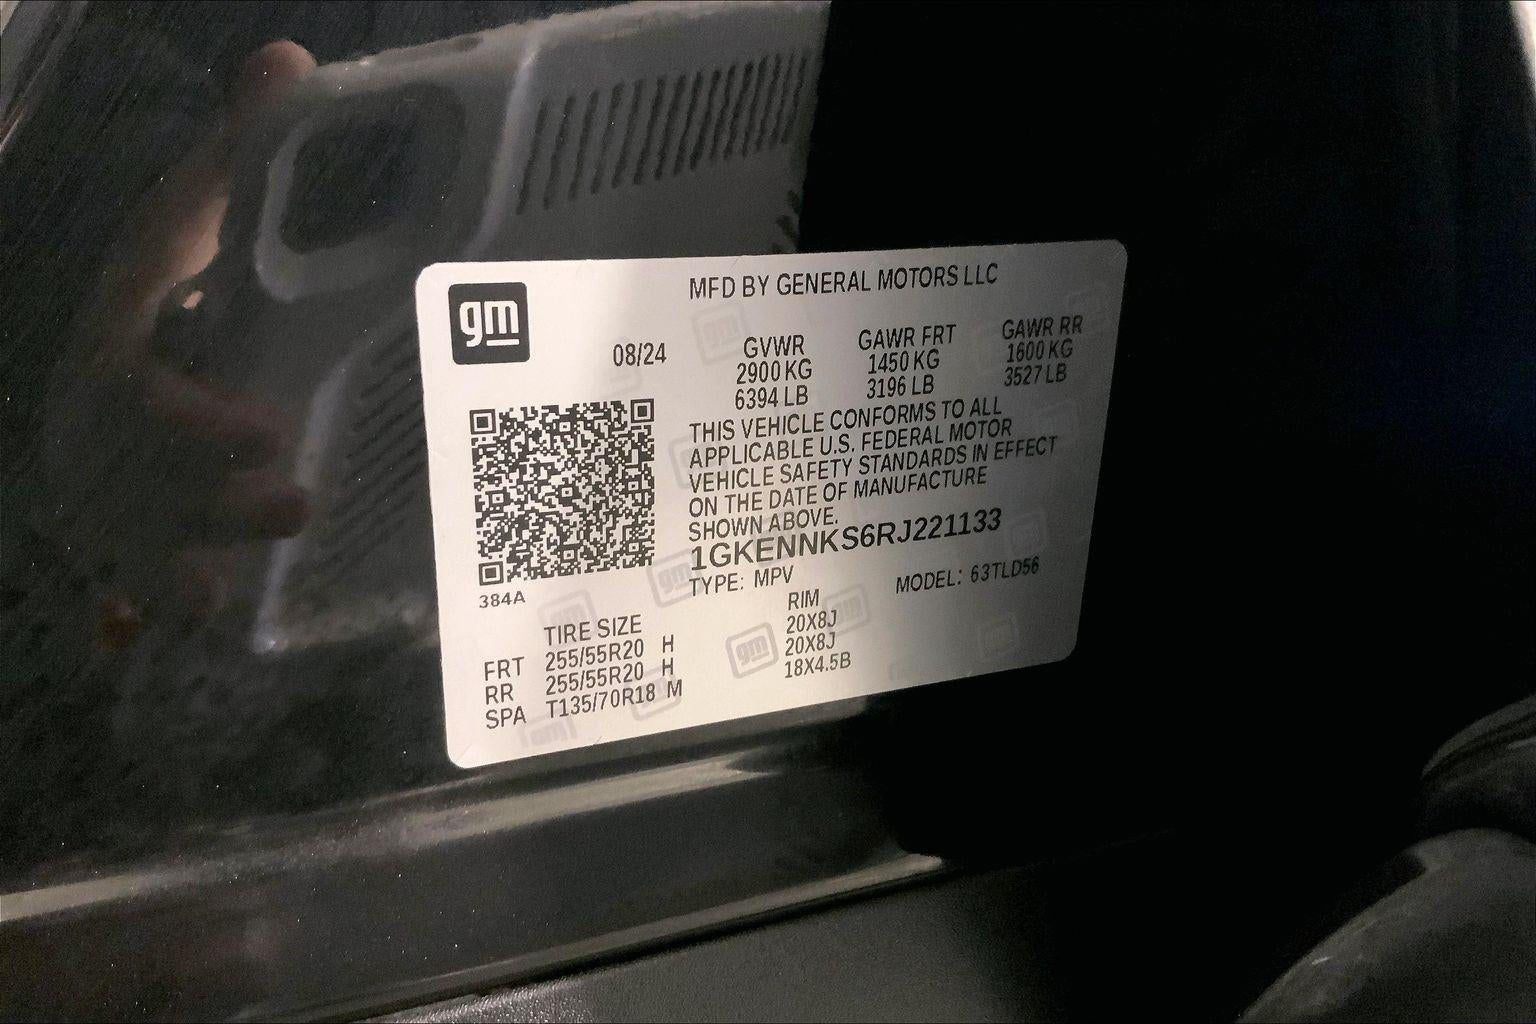 gm
MFD BY GENERAL MOTORS LLC
08/24
GVWR GAWR FRT GAWR RR
2900 KG 1450 KG 1600 KG
6394 LB 3196 LB 3527 LB
THIS VEHICLE CONFORMS TO ALL
APPLICABLE U.S. FEDERAL MOTOR
VEHICLE SAFETY STANDARDS IN EFFECT
ON THE DATE OF MANUFACTURE
SHOWN ABOVE.
1GKENNKS6RJ221133
TYPE: MPV MODEL: 63TLD56
384A
TIRE SIZE RIM
FRT 255/55R20 H 20X8J
RR 255/55R20 H 20X8J
SPA T135/70R18 M 18X4.5B